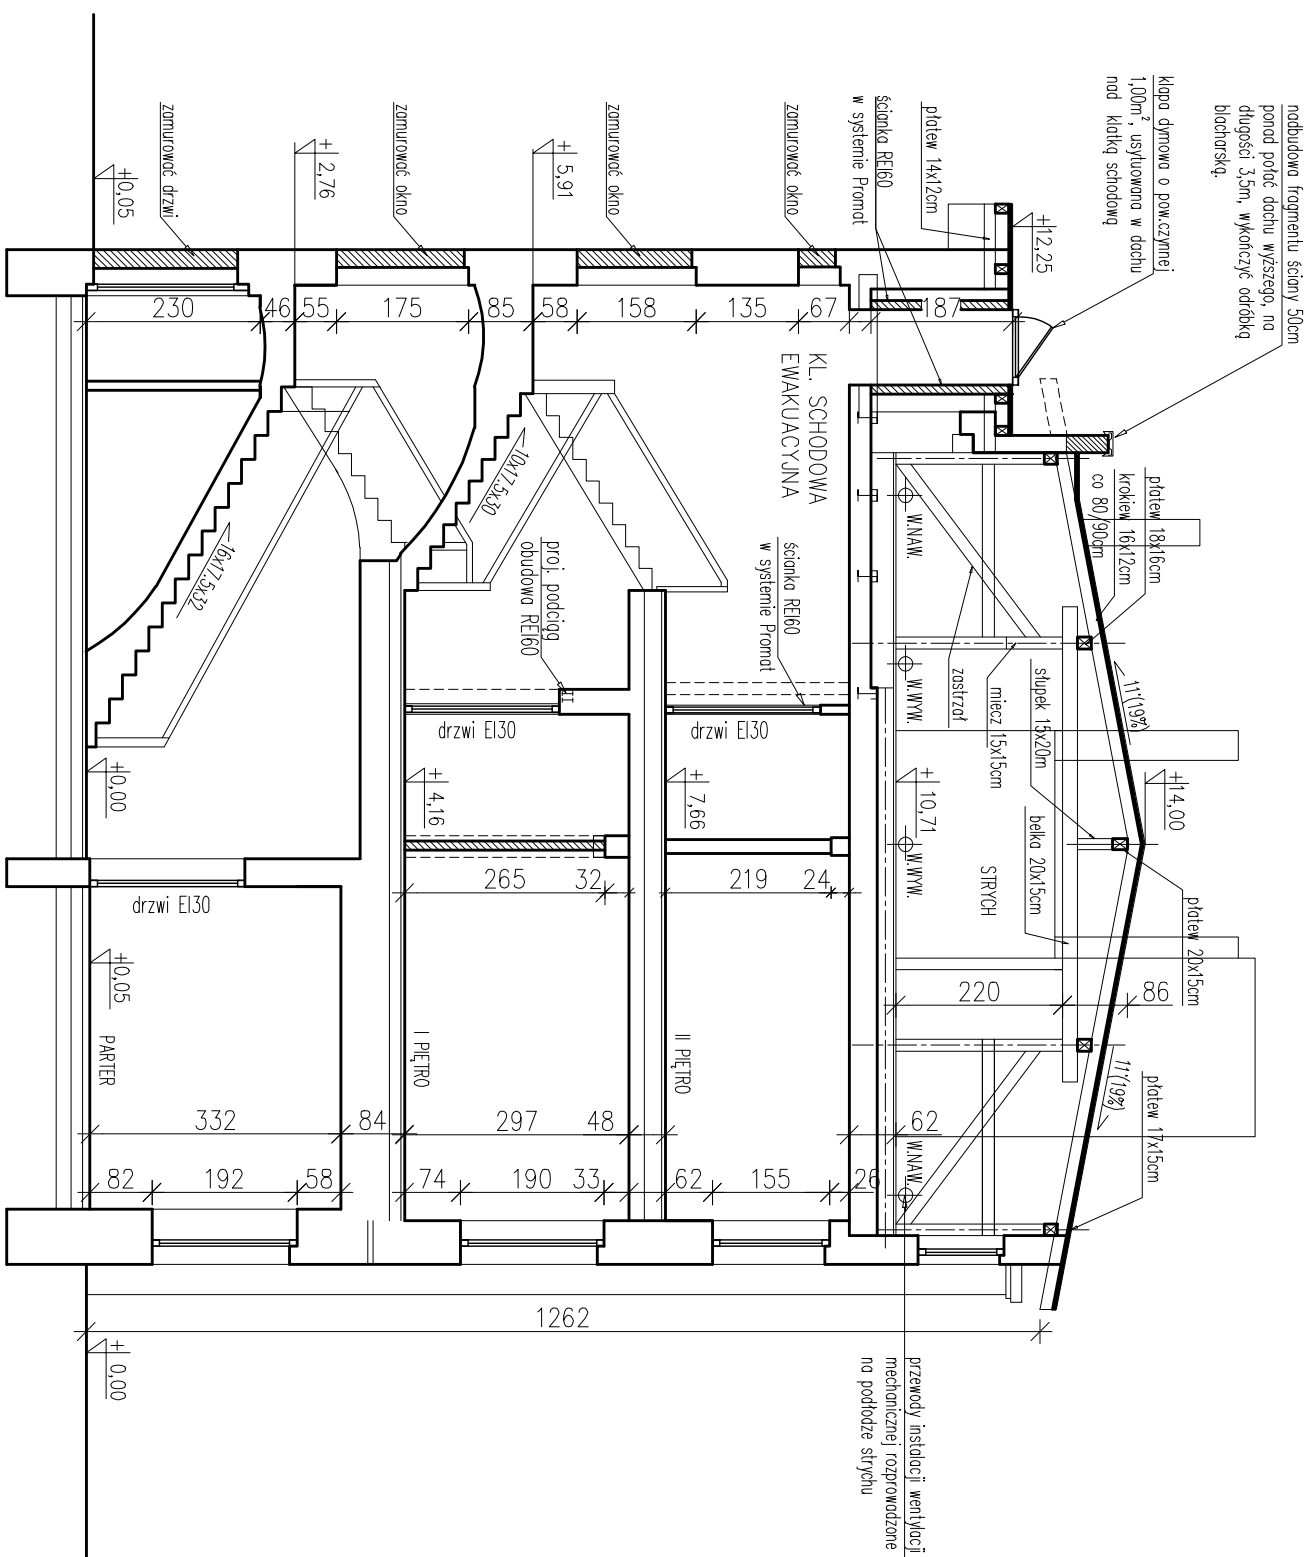 nadbudowa fragmentu ściany 50cm
ponad połać dachu wyższego, na
długości 3,5m, wykończyć odróbką
blacharską.
klapa dymowa o pow.czynnej
1,00m², usytuowana w dachu
nad klatką schodową
płatew 14x12cm
ścianka REI60
w systemie Promat
zamurować okno
zamurować okno
zamurować okno
zamurować drzwi
+12,25
+ 5,91
+ 2,76
+0,05
187
67
135
158
58
85
175
55
46
230
KL. SCHODOWA
EWAKUACYJNA
płatew 18x16cm
krokiew 16x12cm
co 80/90cm
W.NAW.
10x17.5x30
16x17.5x32
ścianka REI60
w systemie Promat
proj. podciąg
obudowa REI60
zastrzał
miecz 15x15cm
słupek 15x20m
11°(19%)
W.WYW.
drzwi EI30
drzwi EI30
+14,00
+ 10,71
+ 7,66
+ 4,16
+0,00
W.WYW.
STRYCH
belka 20x15cm
płatew 20x15cm
219
24
265
32
drzwi EI30
+0,05
220
86
II PIĘTRO
I PIĘTRO
PARTER
11°(19%)
płatew 17x15cm
62
48
297
84
332
W.NAW.
26
155
62
33
190
74
58
192
82
1262
+ 0,00
przewody instalacji wentylacji
mechanicznej rozprowadzone
na podłodze strychu